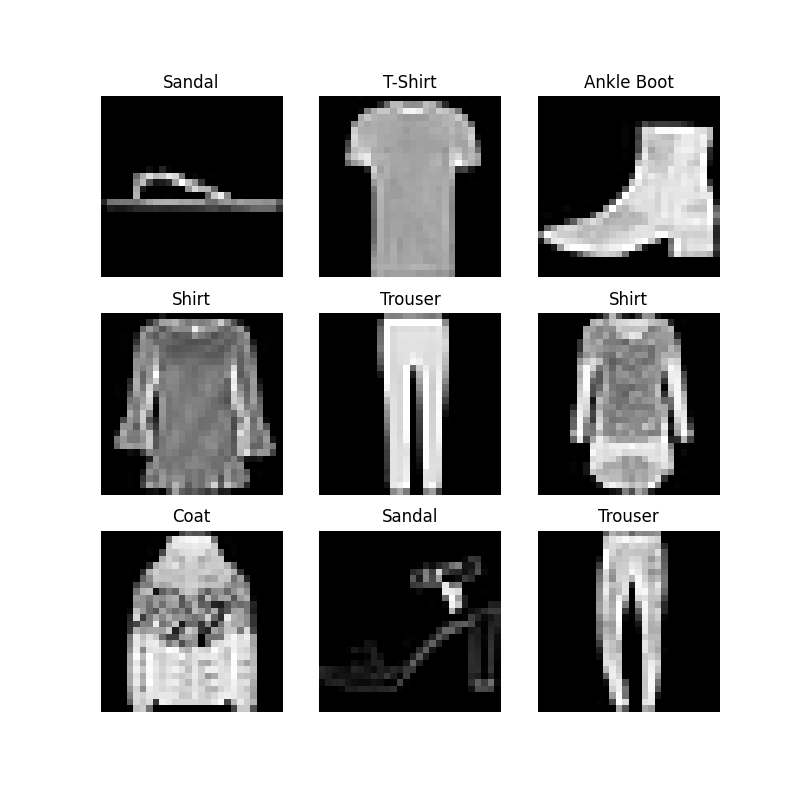 Sandal
T-Shirt
Ankle Boot
Shirt
Trouser
Shirt
Coat
Sandal
Trouser